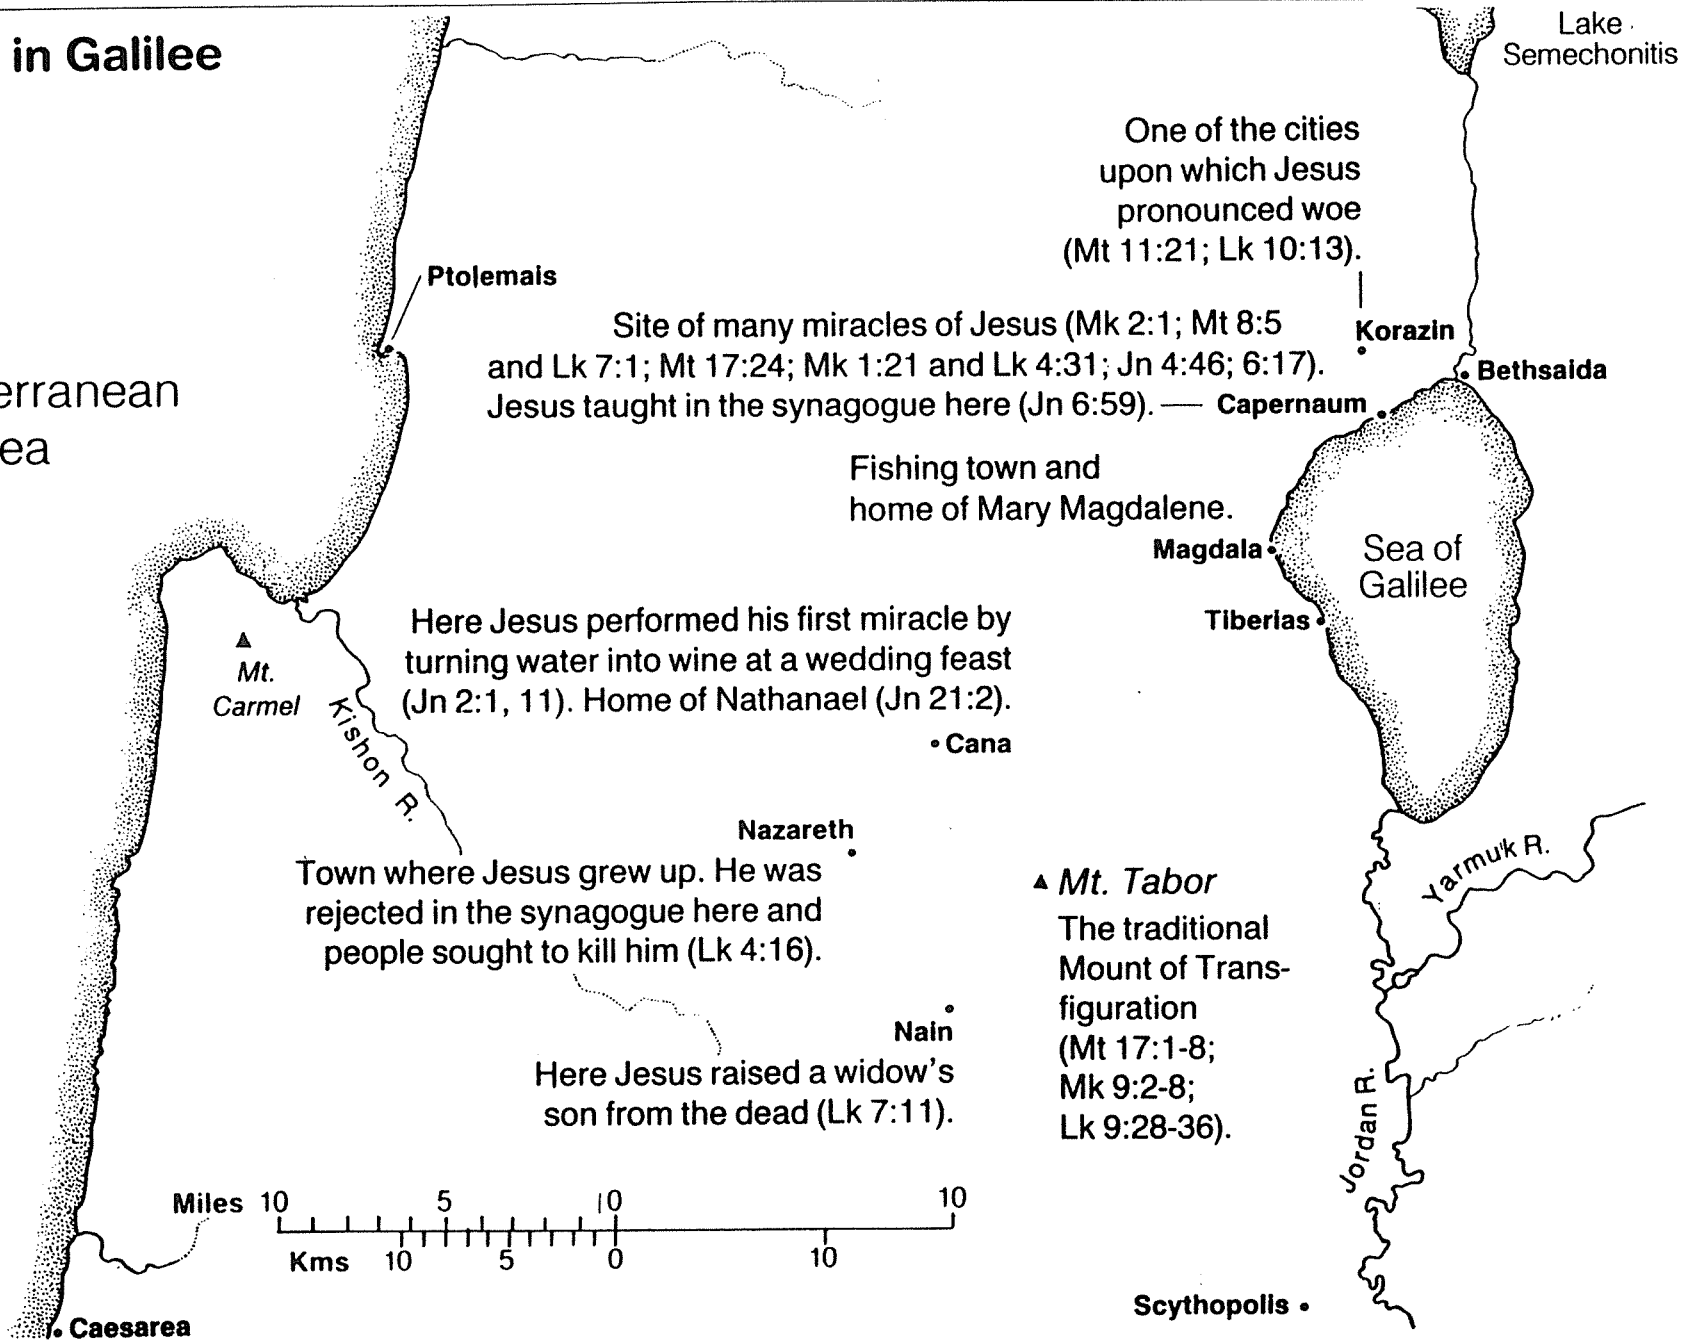 in Galilee
Lake
Semechonitis
One of the cities
upon which Jesus
pronounced woe
(Mt 11:21; Lk 10:13).
Ptolemais
Site of many miracles of Jesus (Mk 2:1; Mt 8:5
and Lk 7:1; Mt 17:24; Mk 1:21 and Lk 4:31; Jn 4:46; 6:17).
Jesus taught in the synagogue here (Jn 6:59). — Capernaum
Korazin
Bethsaida
erranean
ea
Fishing town and
home of Mary Magdalene.
Magdala
Sea of
Galilee
Tiberias
Here Jesus performed his first miracle by
turning water into wine at a wedding feast
(Jn 2:1, 11). Home of Nathanael (Jn 21:2).
Cana
Mt.
Carmel
Kishon R.
Nazareth
Town where Jesus grew up. He was
rejected in the synagogue here and
people sought to kill him (Lk 4:16).
Mt. Tabor
The traditional
Mount of Trans-
figuration
(Mt 17:1-8;
Mk 9:2-8;
Lk 9:28-36).
Yarmuk R.
Nain
Here Jesus raised a widow's
son from the dead (Lk 7:11).
Jordan R.
Miles 10 5 0 10
Kms 10 5 0 10
Scythopolis
Caesarea